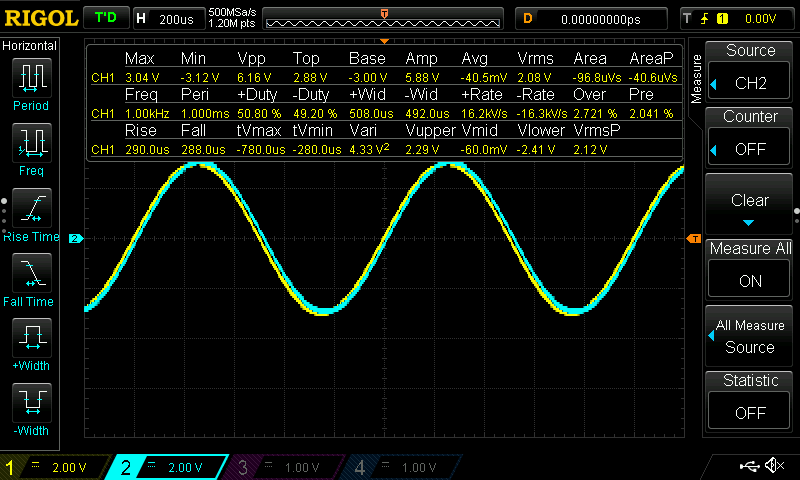 RIGOL T'D H 200us 500MSa/s 1.20M pts T D 0.00000000ps T 1 0.00V
Horizontal
Period
Freq
Rise Time
Fall Time
+Width
-Width
Max Min Vpp Top Base Amp Avg Vrms Area AreaP
CH1 3.04 V -3.12 V 6.16 V 2.88 V -3.00 V 5.88 V -40.5mV 2.08 V -96.8uVs -40.6uVs
Freq Peri +Duty -Duty +Wid -Wid +Rate -Rate Over Pre
CH1 1.00kHz 1.000ms 50.80 % 49.20 % 508.0us 492.0us 16.2kV/s -16.3kV/s 2.721 % 2.041 %
Rise Fall tVmax tVmin Vari Vupper Vmid Vlower VrmsP
CH1 290.0us 288.0us -780.0us -280.0us 4.33 V² 2.29 V -60.0mV -2.41 V 2.12 V
2
T
Measure
Source
CH2
Counter
OFF
Clear
Measure All
ON
All Measure
Source
Statistic
OFF
1 2.00 V 2 2.00 V 3 1.00 V 4 1.00 V